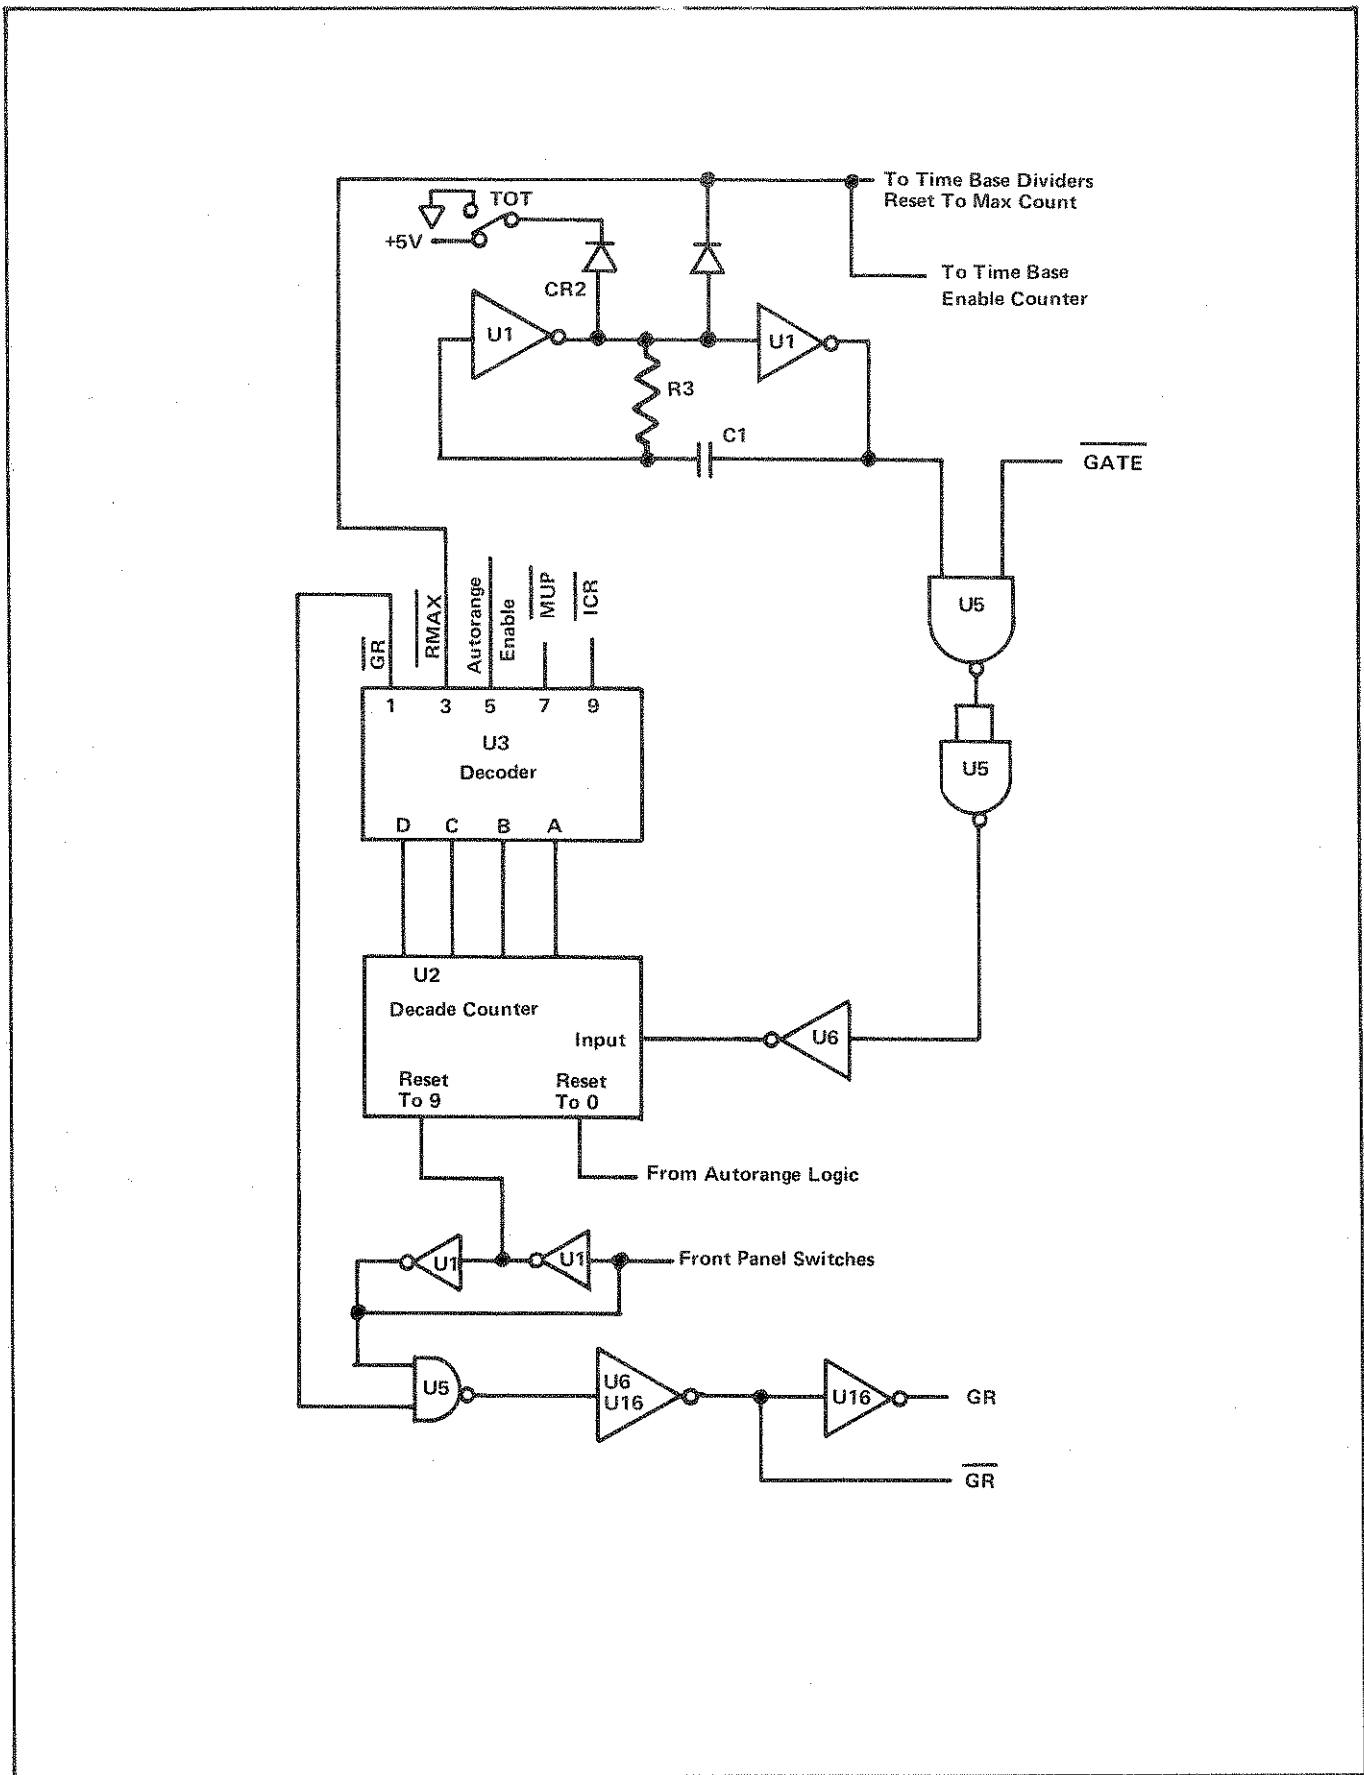 To Time Base Dividers
Reset To Max Count
TOT
+5V
To Time Base
Enable Counter
CR2
U1
U1
R3
C1
GATE
GR
RMAX
Autorange
Enable
MUP
ICR
U5
1 3 5 7 9
U3
Decoder
U5
D C B A
U2
Decade Counter
Input
U6
Reset
To 9
Reset
To 0
From Autorange Logic
U1
U1
Front Panel Switches
U5
U6
U16
U16
GR
GR